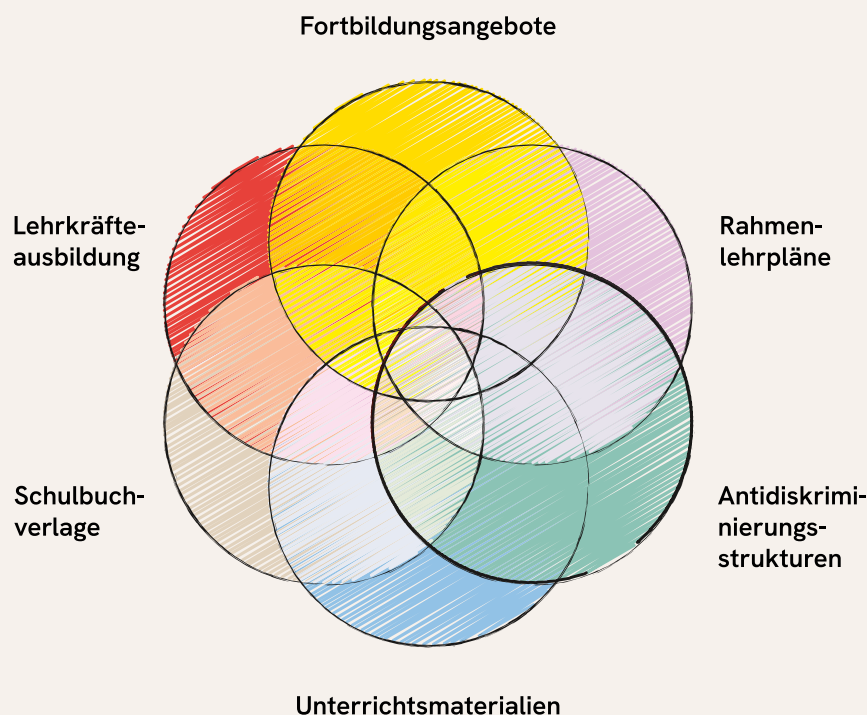 Fortbildungsangebote
Lehrkräfte-
ausbildung
Rahmen-
lehrpläne
Schulbuch-
verlage
Antidiskrimi-
nierungs-
strukturen
Unterrichtsmaterialien